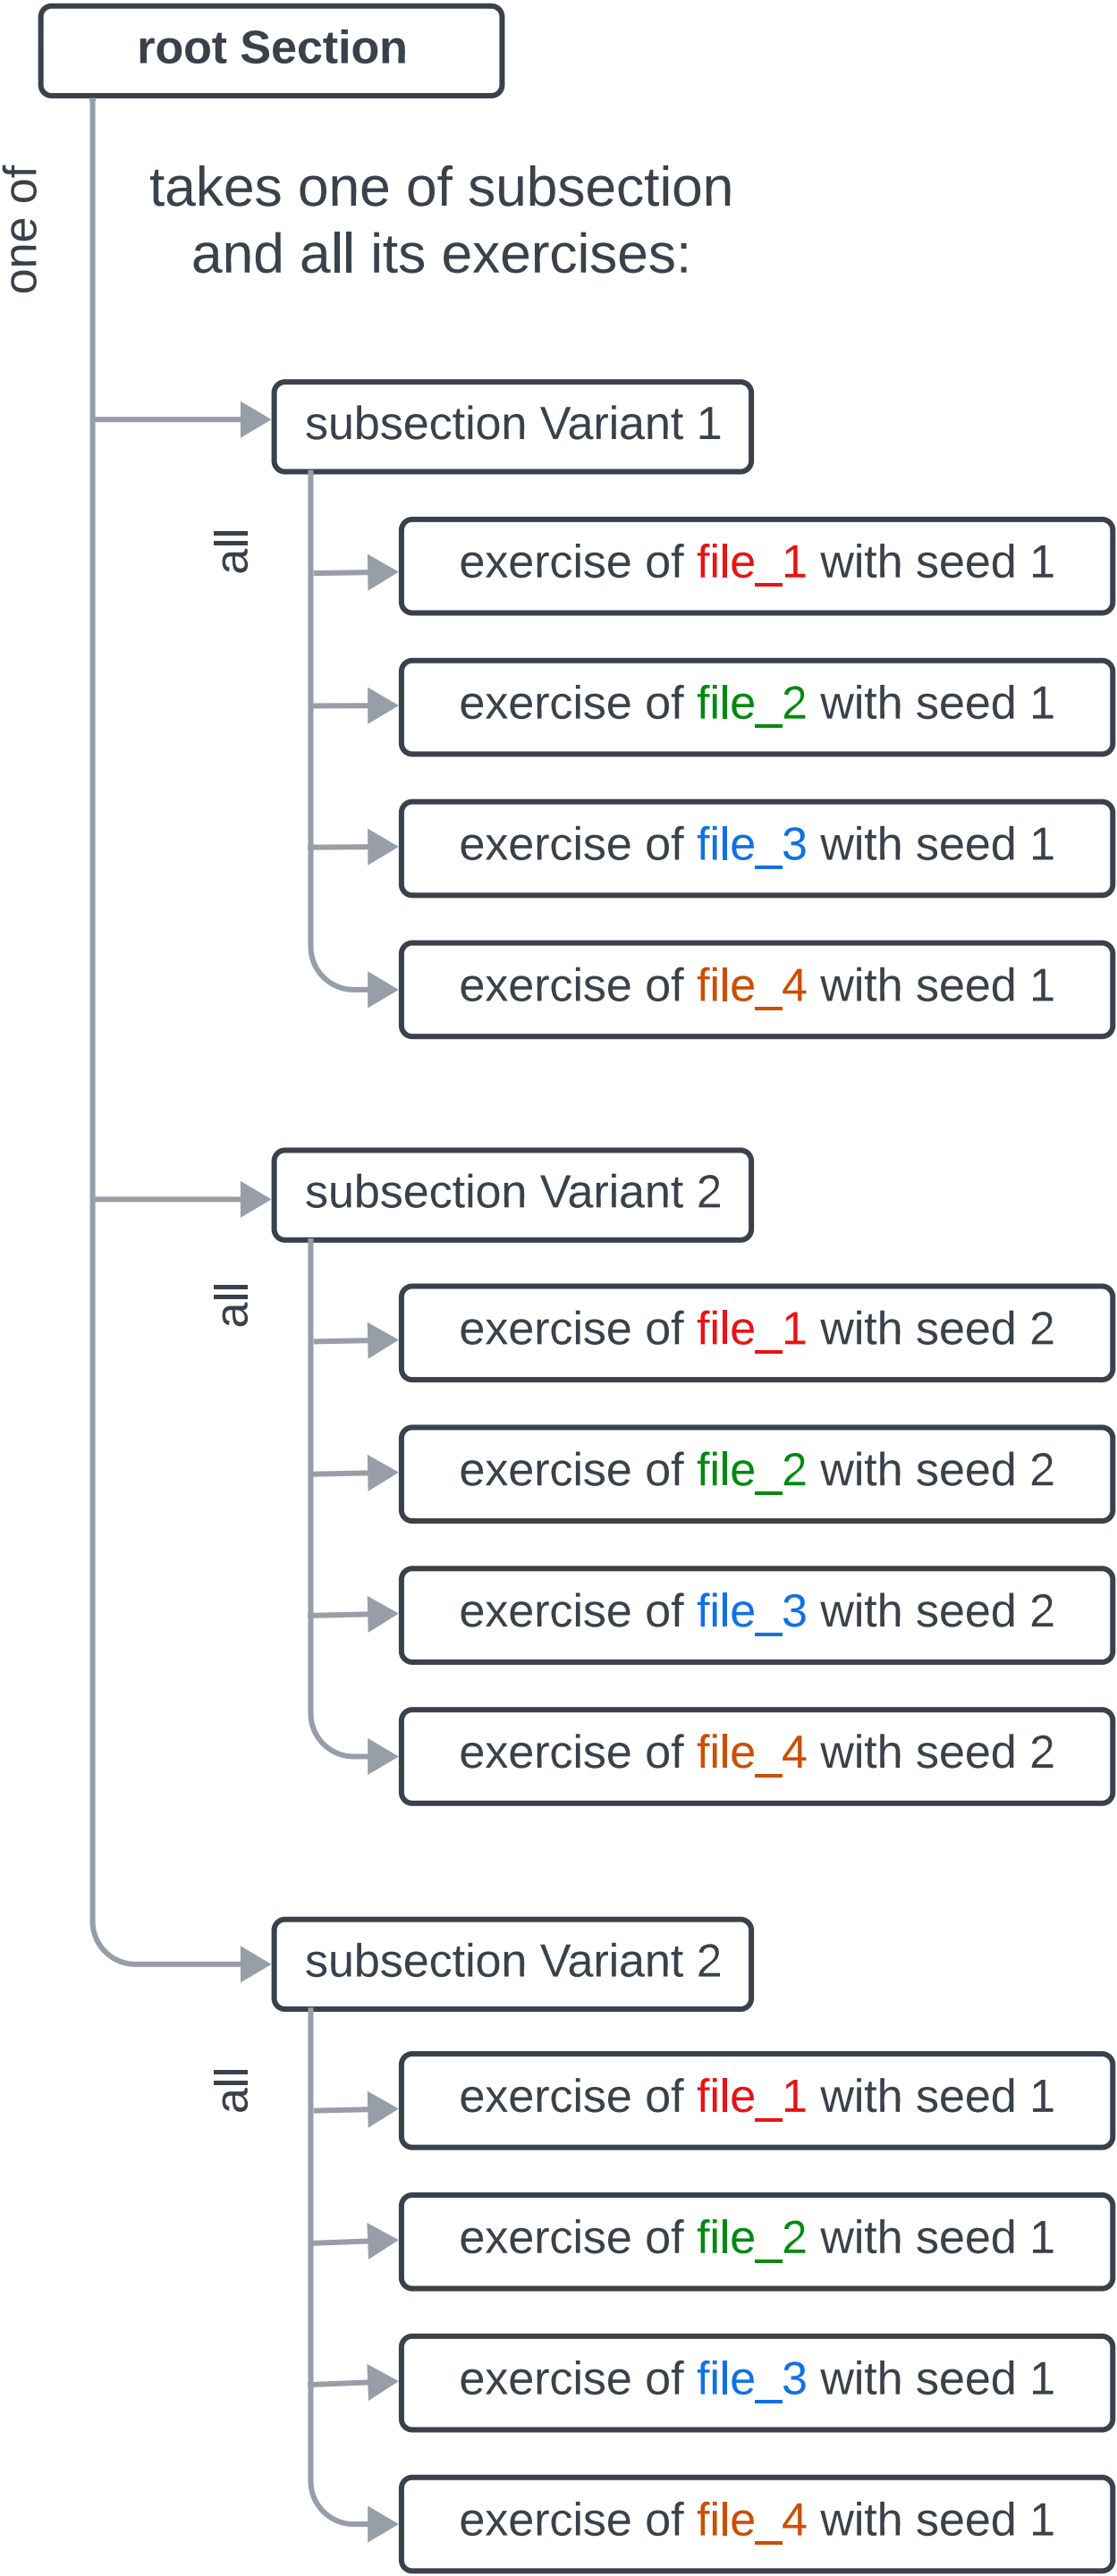 root Section
one of
takes one of subsection
and all its exercises:
subsection Variant 1
all
exercise of file_1 with seed 1
exercise of file_2 with seed 1
exercise of file_3 with seed 1
exercise of file_4 with seed 1
subsection Variant 2
all
exercise of file_1 with seed 2
exercise of file_2 with seed 2
exercise of file_3 with seed 2
exercise of file_4 with seed 2
subsection Variant 2
all
exercise of file_1 with seed 1
exercise of file_2 with seed 1
exercise of file_3 with seed 1
exercise of file_4 with seed 1